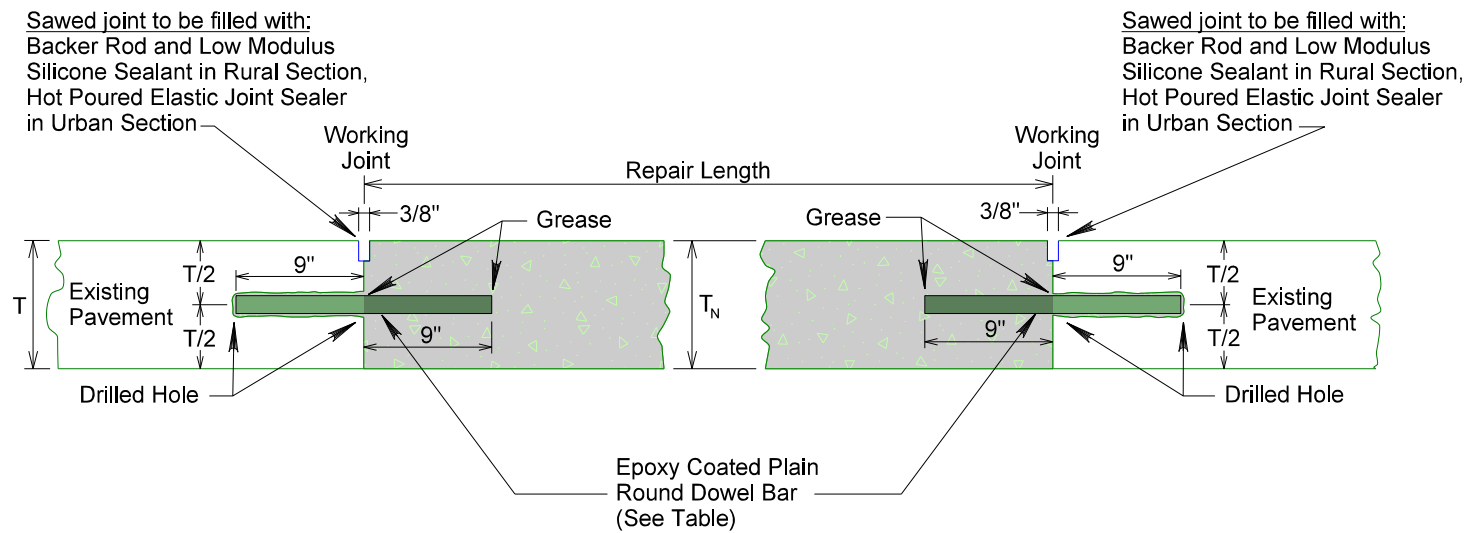 Sawed joint to be filled with:
Backer Rod and Low Modulus
Silicone Sealant in Rural Section,
Hot Poured Elastic Joint Sealer
in Urban Section
Sawed joint to be filled with:
Backer Rod and Low Modulus
Silicone Sealant in Rural Section,
Hot Poured Elastic Joint Sealer
in Urban Section
Working
Joint
Working
Joint
Repair Length
3/8"
Grease
Grease
3/8"
T
T/2
T/2
9"
Existing
Pavement
9"
T_N
9"
9"
T/2
T/2
Existing
Pavement
Drilled Hole
Drilled Hole
Epoxy Coated Plain
Round Dowel Bar
(See Table)